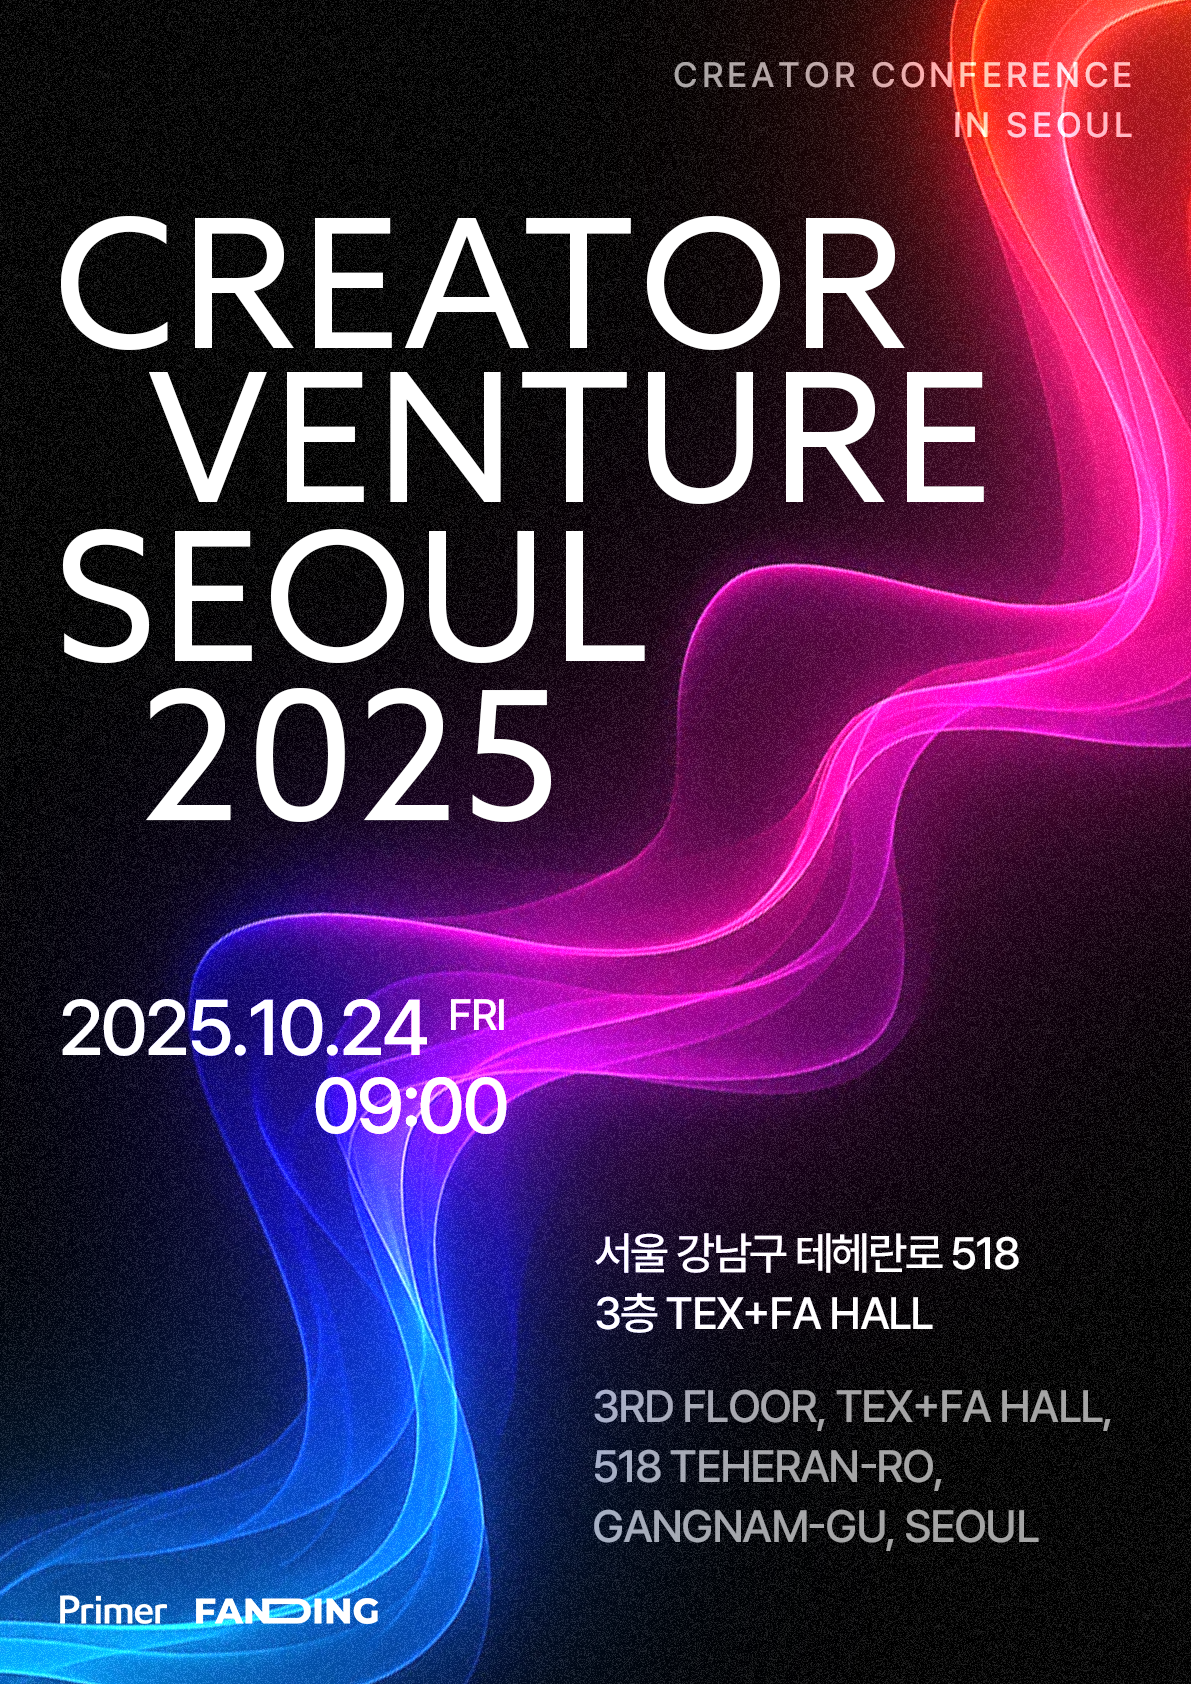 CREATOR CONFERENCE
IN SEOUL
CREATOR
VENTURE
SEOUL
2025
2025.10.24 FRI
09:00
서울 강남구 테헤란로 518
3층 TEX+FA HALL
3RD FLOOR, TEX+FA HALL,
518 TEHERAN-RO,
GANGNAM-GU, SEOUL
Primer FANDING